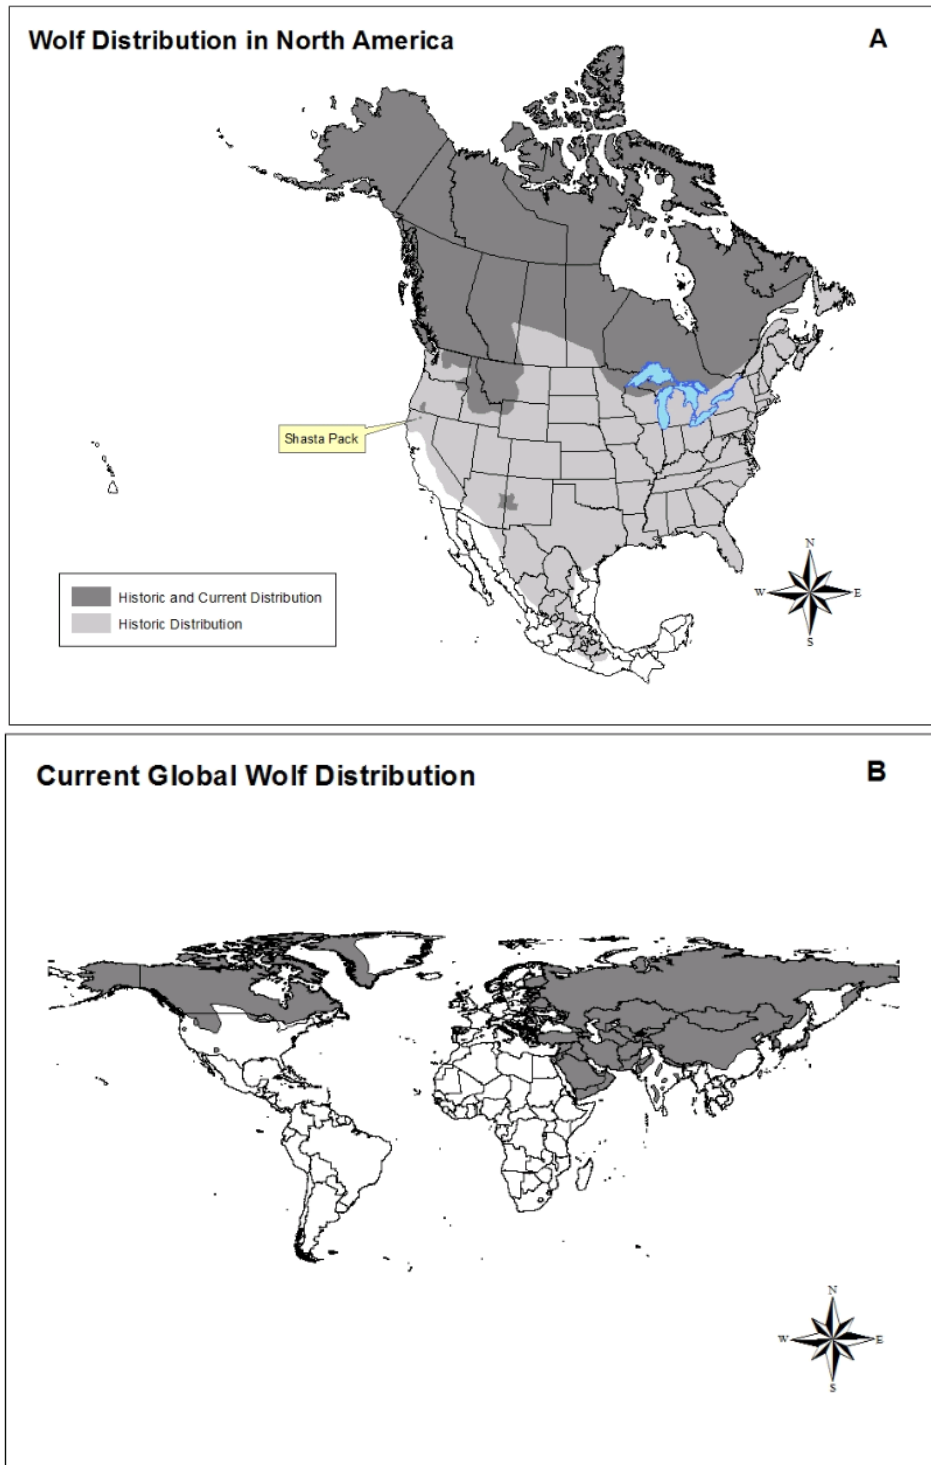 Wolf Distribution in North America
A
Shasta Pack
N
W
E
S
Historic and Current Distribution
Historic Distribution
Current Global Wolf Distribution
B
N
W
E
S